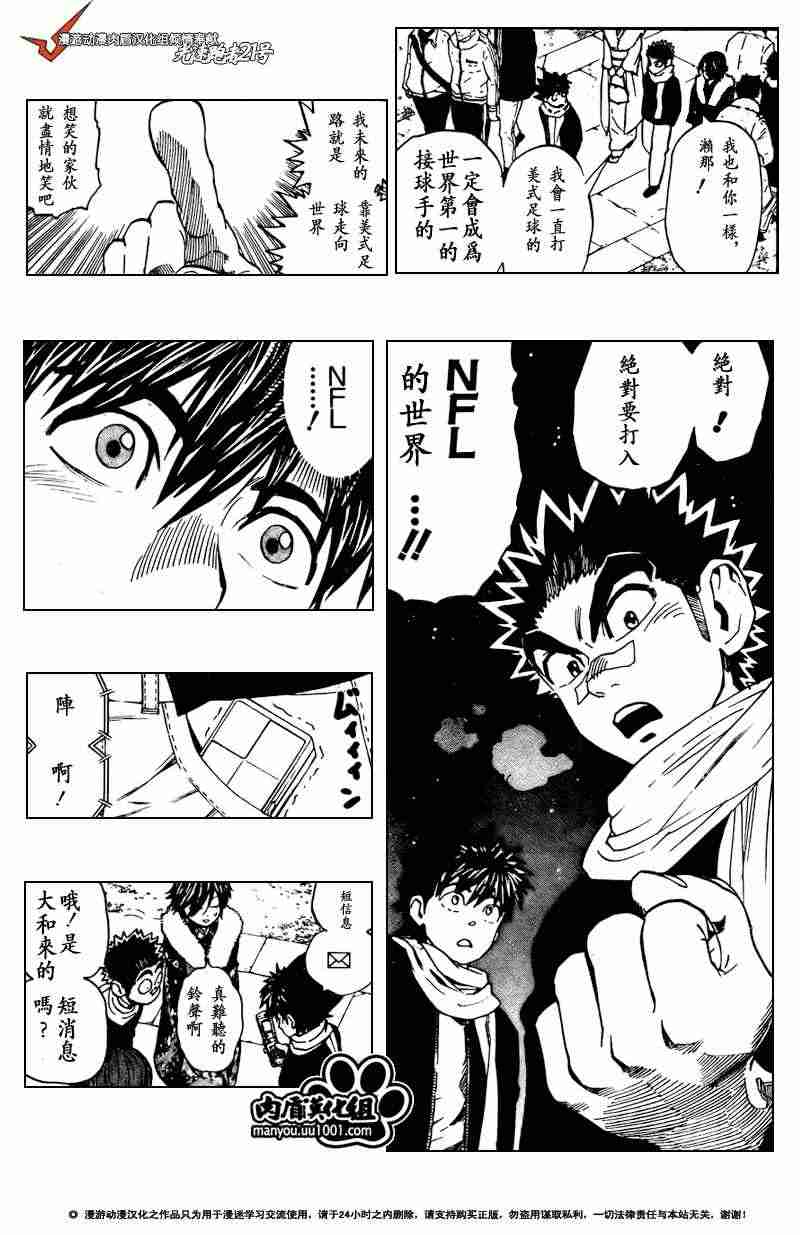 漫游动漫肉盾汉化组倾情奉献
光速跑者21号
我也和你一樣，
瀨那！
我會一直打
美式足球的
一定會成爲
世界第一的
接球手的
我未來的
路就是
靠美式足
球走向
世界
想笑的家伙
就盡情地笑吧
絕對！
絕對要打入
NFL
的世界
……!!
NFL
……！
ブイイイン
陣
啊！
短信息
真難聽的
鈴聲啊
哦！是
大和來的
短消息
嗎？
肉盾漢化组
manyou.uu1001.com
漫游动漫汉化之作品只为用于漫迷学习交流使用，请于24小时之内删除，请支持购买正版，勿盗用谋取私利，一切法律责任与本站无关，谢谢！